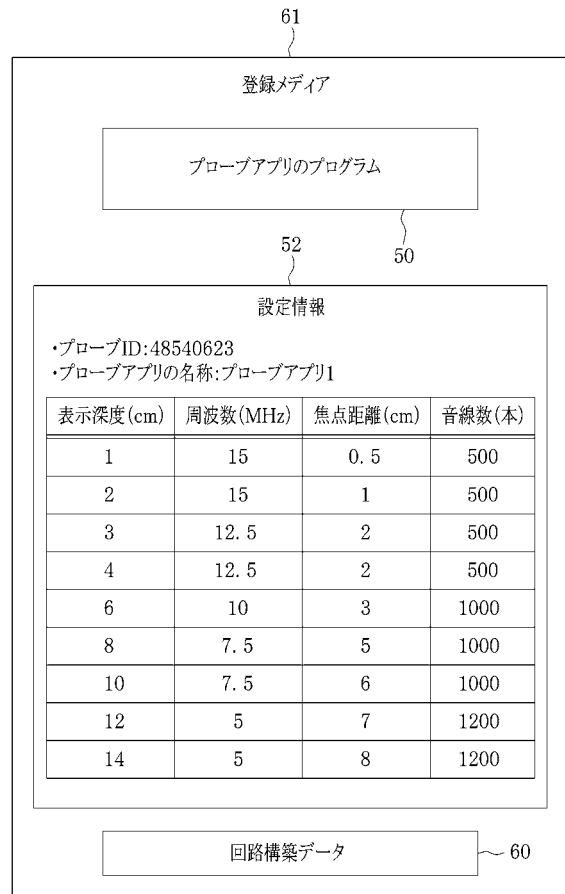 61
登録メディア
プローブアプリのプログラム
50
52
設定情報
・プローブID:48540623
・プローブアプリの名称:プローブアプリ1
表示深度(cm) 周波数(MHz) 焦点距離(cm) 音線数(本)
1 15 0.5 500
2 15 1 500
3 12.5 2 500
4 12.5 2 500
6 10 3 1000
8 7.5 5 1000
10 7.5 6 1000
12 5 7 1200
14 5 8 1200
回路構築データ 60